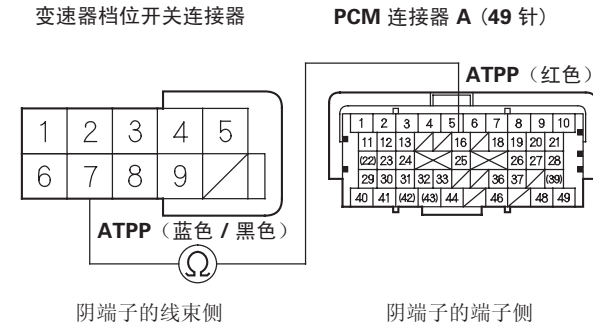 变速器档位开关连接器
PCM 连接器 A（49 针）
ATPP（红色）
1 2 3 4 5
6 7 8 9
1 2 3 4 5 6 7 8 9 10
11 12 13 16 18 19 20 21
(22) 23 24 25 26 27 28
29 30 31 32 33 36 37 (39)
40 41 (42) (43) 44 46 48 49
ATPP（蓝色 / 黑色）
Ω
阴端子的线束侧
阴端子的端子侧